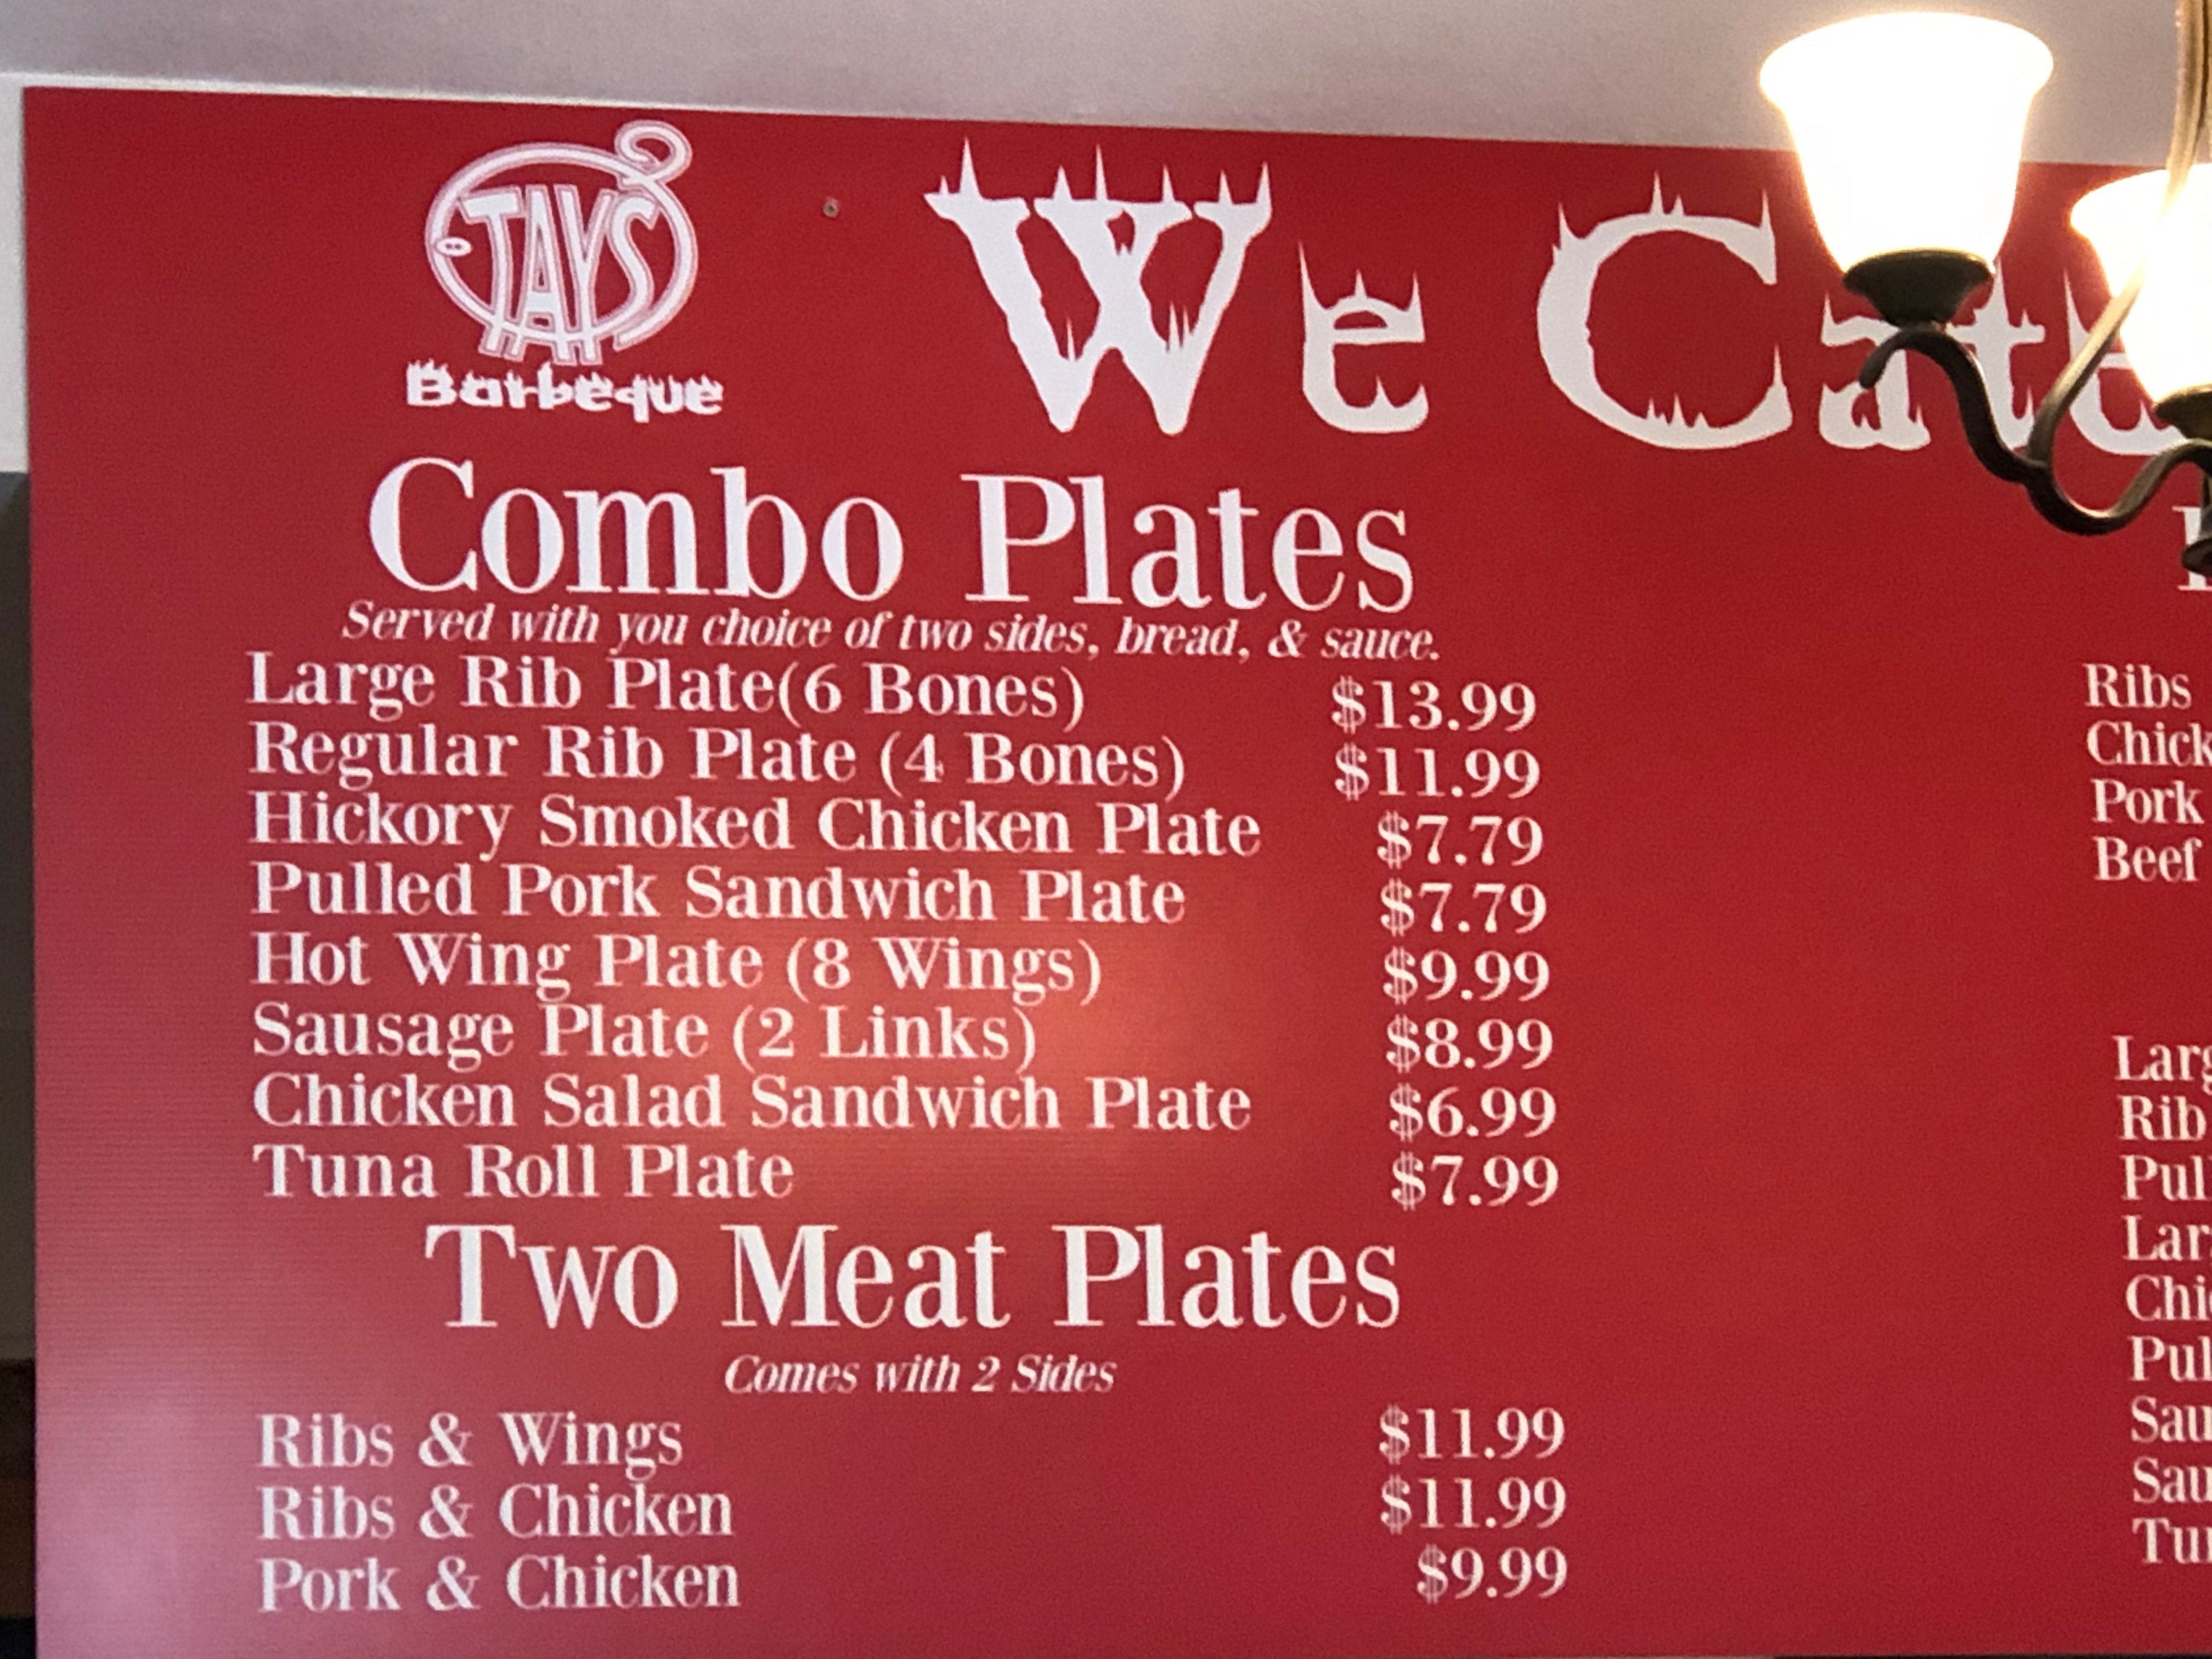 TAYS
Barbeque
We
Combo Plates
Served with you choice of two sides, bread, & sauce.
Large Rib Plate(6 Bones) $13.99
Regular Rib Plate (4 Bones) $11.99
Hickory Smoked Chicken Plate $7.79
Pulled Pork Sandwich Plate $7.79
Hot Wing Plate (8 Wings) $9.99
Sausage Plate (2 Links) $8.99
Chicken Salad Sandwich Plate $6.99
Tuna Roll Plate $7.99
Two Meat Plates
Comes with 2 Sides
Ribs & Wings $11.99
Ribs & Chicken $11.99
Pork & Chicken $9.99
Ribs
Pork
Beef
Rib